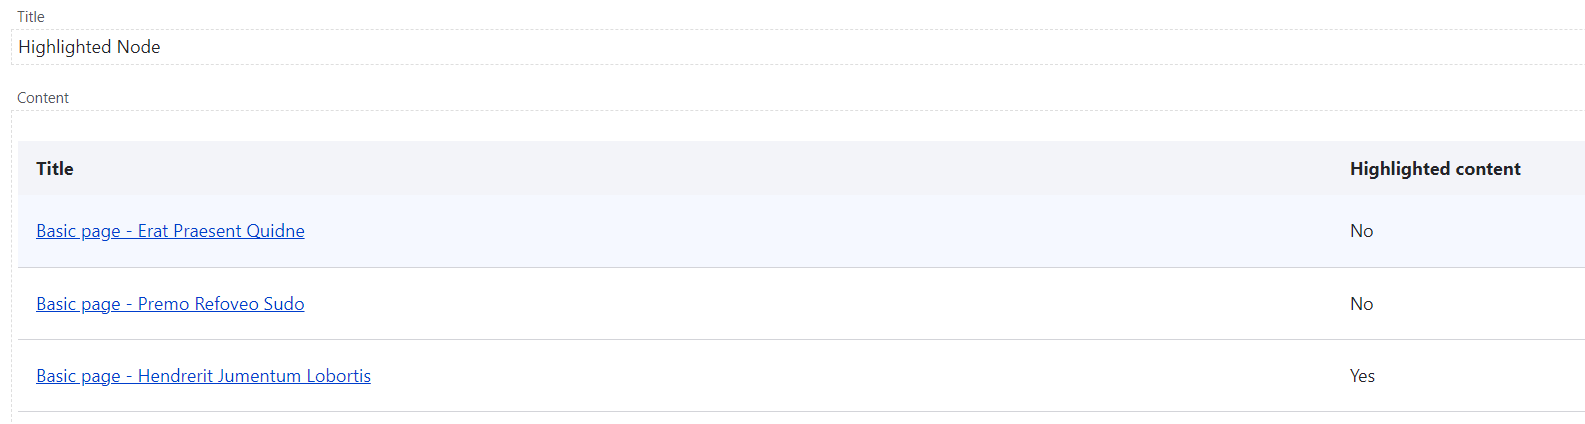 Title
Highlighted Node
Content
Title Highlighted content
Basic page - Erat Praesent Quidne No
Basic page - Premo Refoveo Sudo No
Basic page - Hendrerit Jumentum Lobortis Yes